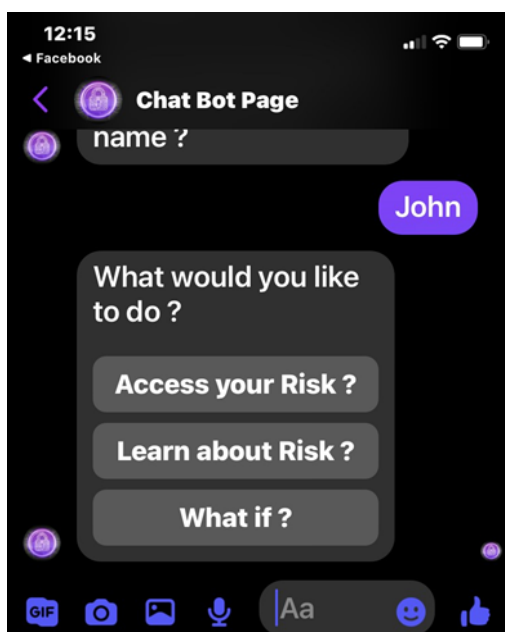 12:15
◀ Facebook
Chat Bot Page
name ?
John
What would you like
to do ?
Access your Risk ?
Learn about Risk ?
What if ?
GIF
Aa